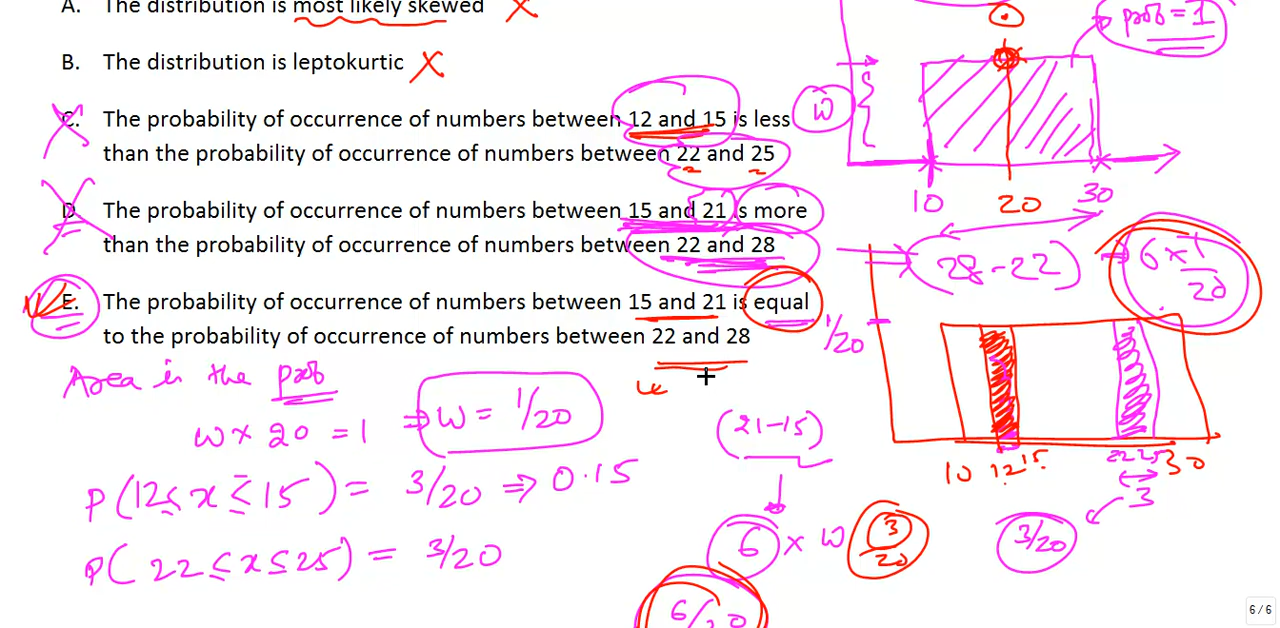 A. The distribution is most likely skewed
B. The distribution is leptokurtic
C. The probability of occurrence of numbers between 12 and 15 is less
than the probability of occurrence of numbers between 22 and 25
D. The probability of occurrence of numbers between 15 and 21 is more
than the probability of occurrence of numbers between 22 and 28
E. The probability of occurrence of numbers between 15 and 21 is equal
to the probability of occurrence of numbers between 22 and 28
Area is the prob
w x 20 = 1 ⇒ w = 1/20
P(12 ≤ x ≤ 15) = 3/20 ⇒ 0.15
P(22 ≤ x ≤ 25) = 3/20
(21-15)
6 x w 3/20
6/20
prob = 1
w
10 20 30
28-22 6 x 1/20
1/20
10 12 15 22 25 30
3
3/20
6 / 6